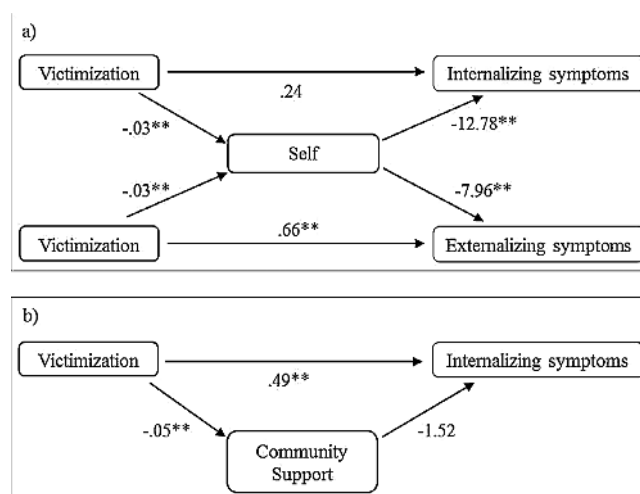 a)
Victimization
Internalizing symptoms
.24
-.03**
-12.78**
Self
-.03**
-7.96**
.66**
Victimization
Externalizing symptoms
b)
Victimization
Internalizing symptoms
.49**
-.05**
-1.52
Community
Support